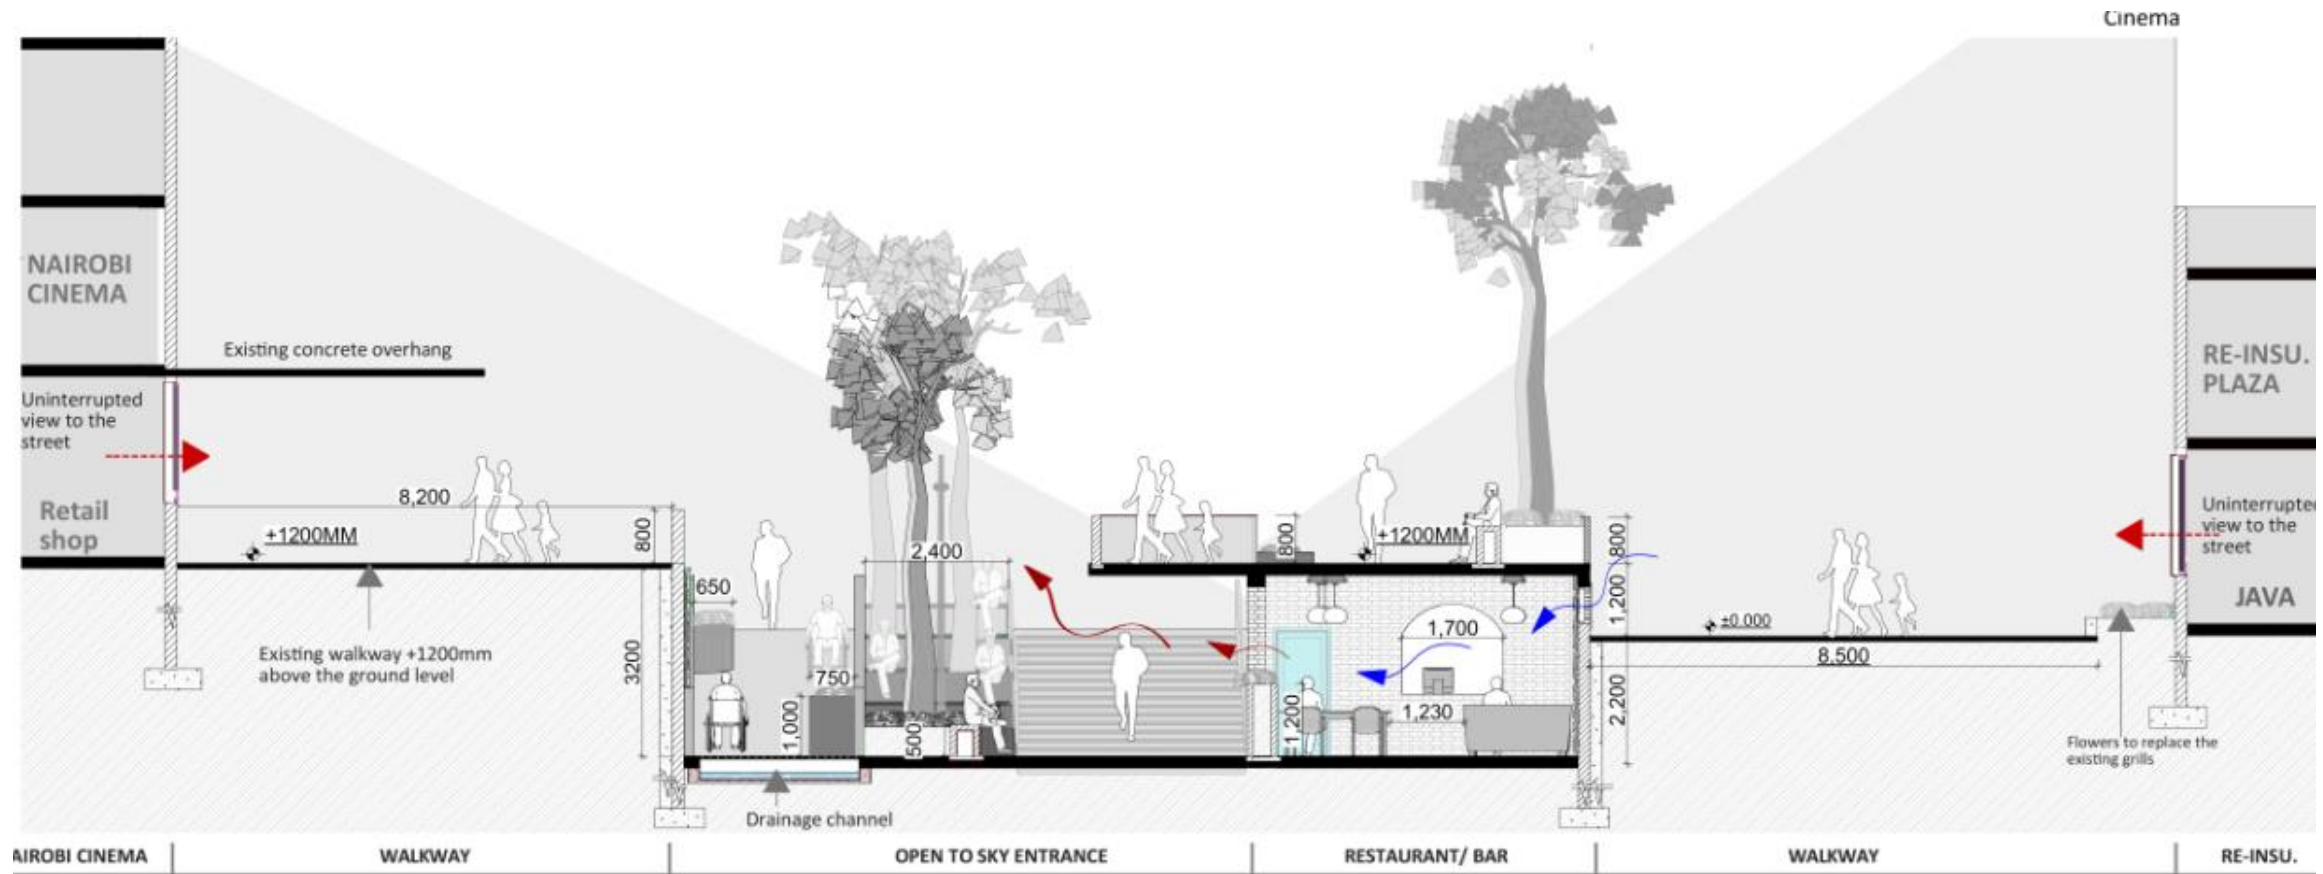 Cinema
NAIROBI
CINEMA
Existing concrete overhang
RE-INSU.
PLAZA
Uninterrupted
view to the
street
8,200
Retail
shop
+1200MM
800
2,400
800
+1200MM
800
Uninterrupted
view to the
street
650
1,200
JAVA
±0.000
1,700
8.500
Existing walkway +1200mm
above the ground level
3200
750
1,000
500
1,200
1,230
2,200
Flowers to replace the
existing grills
Drainage channel
AIROBI CINEMA
WALKWAY
OPEN TO SKY ENTRANCE
RESTAURANT/ BAR
WALKWAY
RE-INSU.